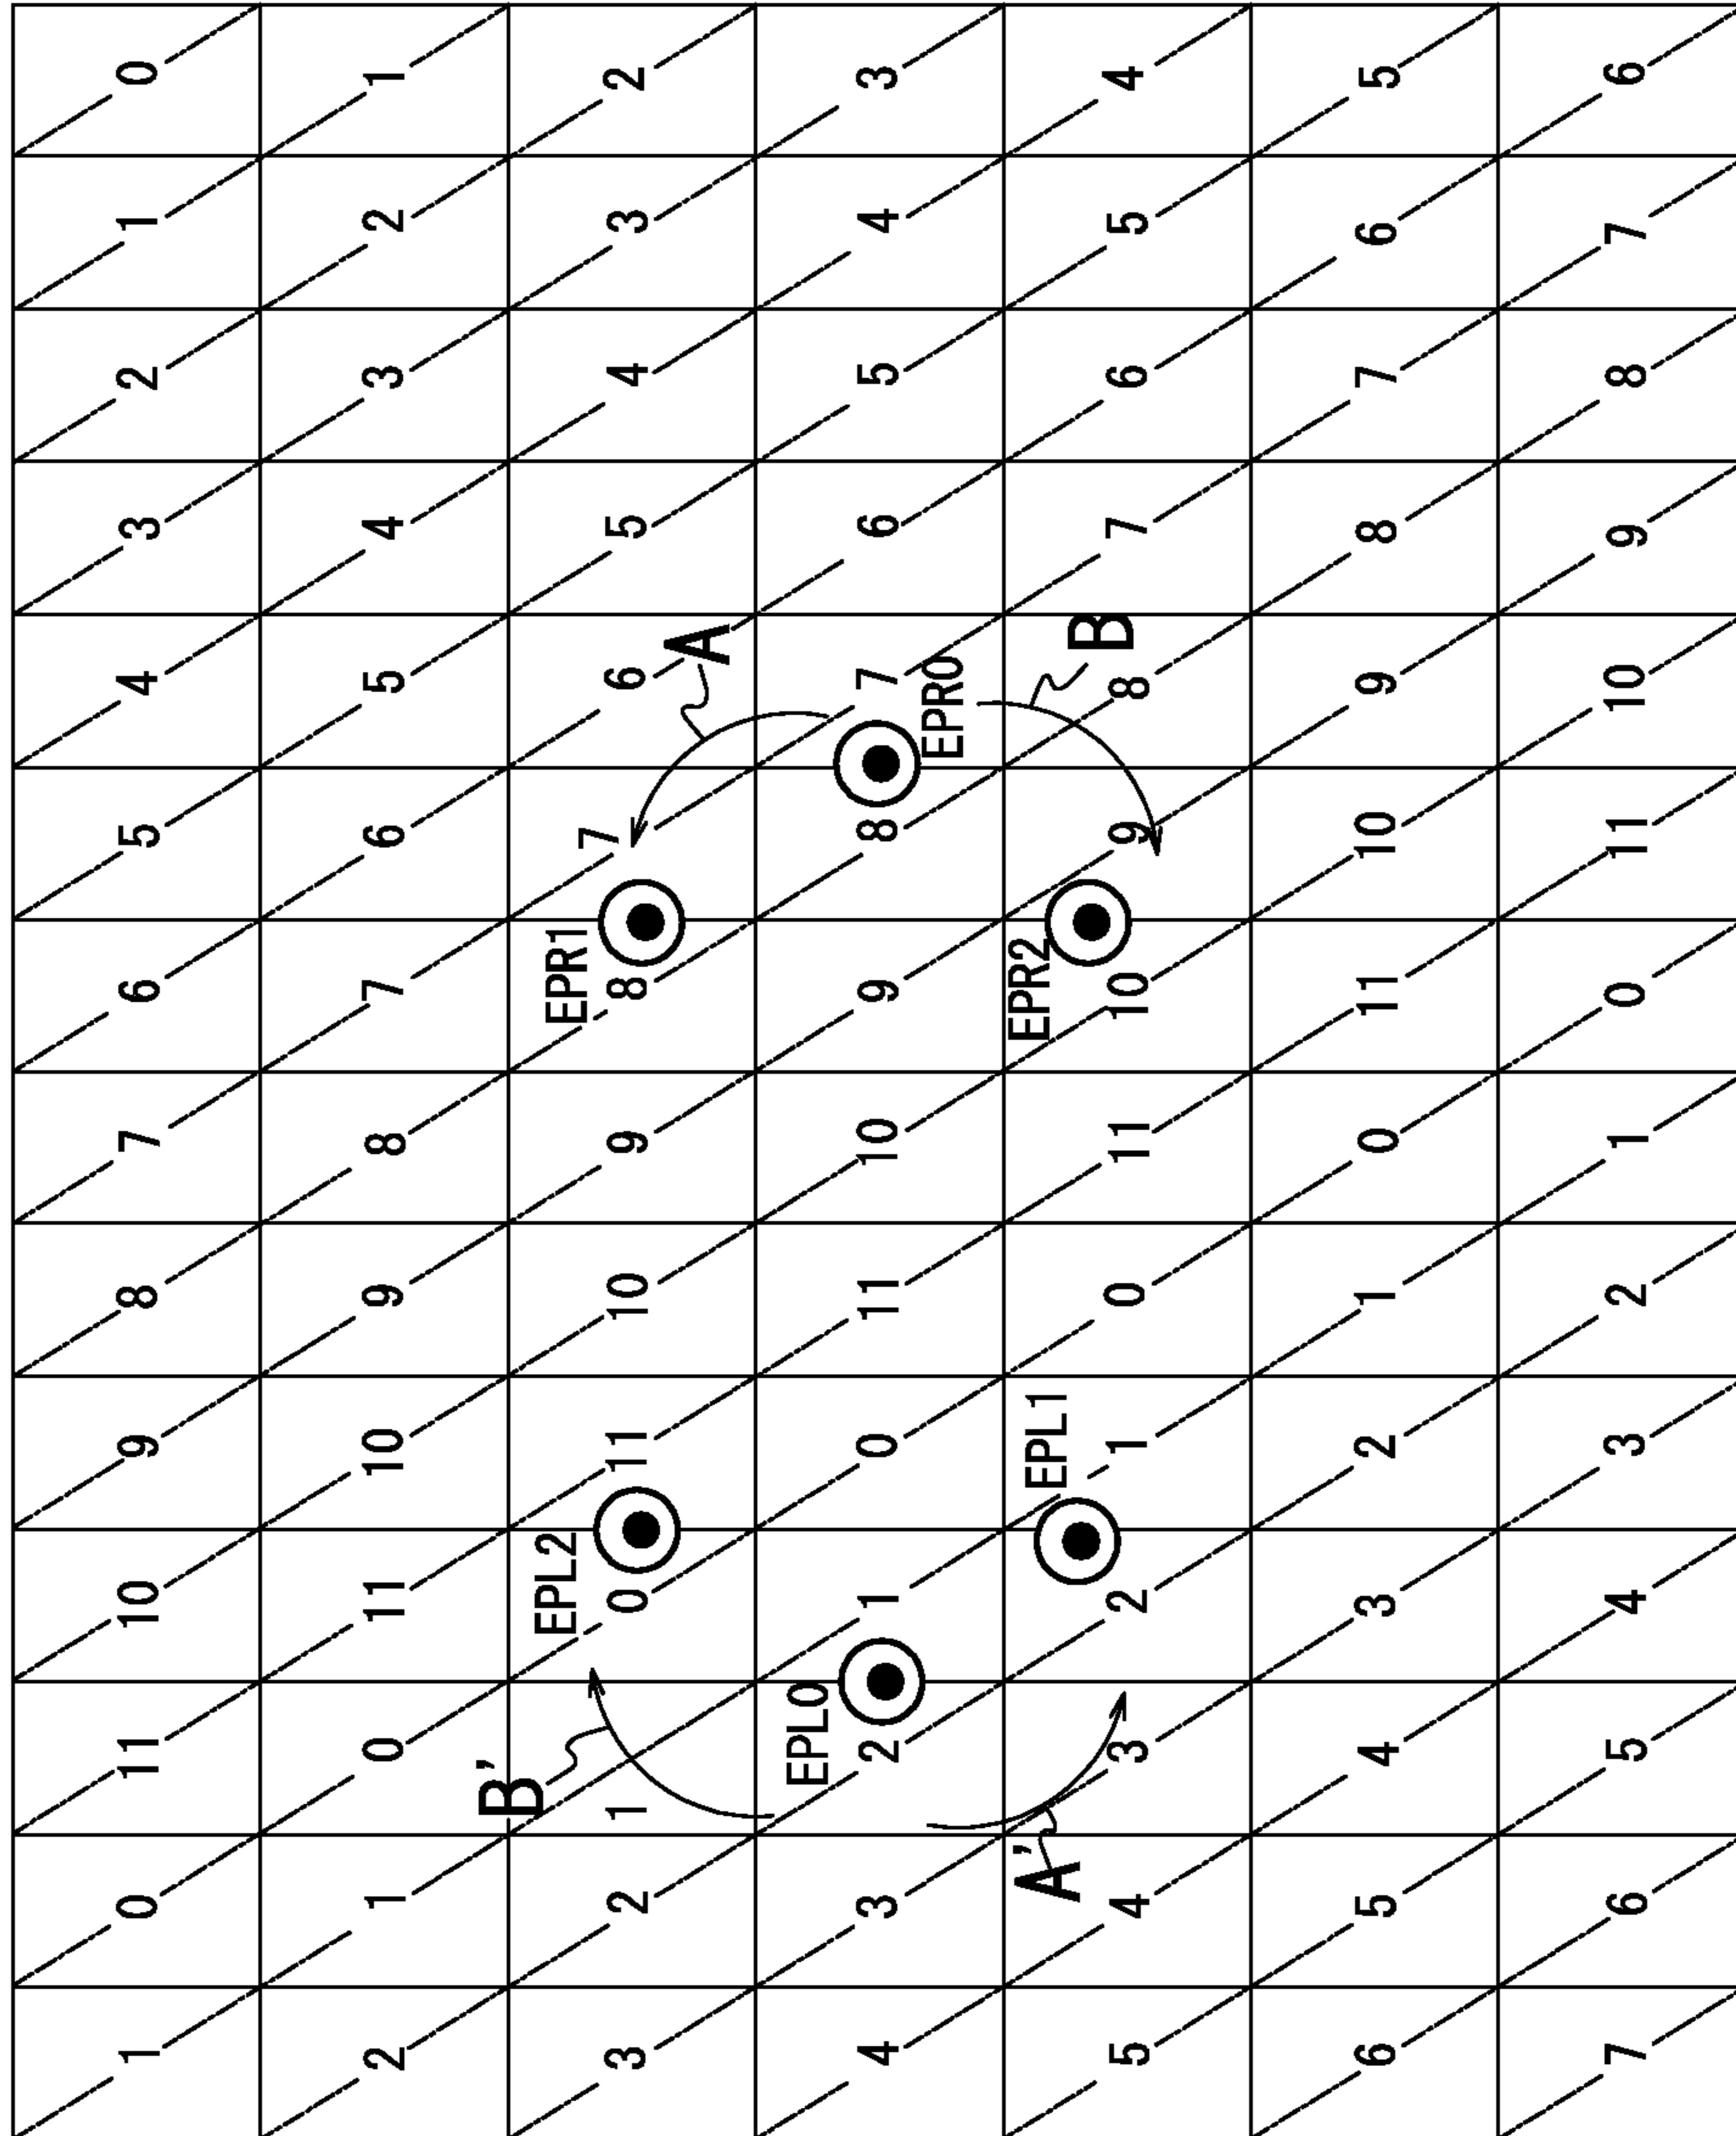 1 0 11 10 9 8 7 6 5 4 3 2 1 0
2 1 0 11 10 9 8 7 6 5 4 3 2 1
B'
EPL2 EPR1
3 2 1 0 11 10 9 8 7 6 5 4 3 2
A
EPL0
4 3 2 1 0 11 10 9 8 7 6 5 4 3
EPR0
A' EPL1 EPR2 B
5 4 3 2 1 0 11 10 9 8 7 6 5 4
6 5 4 3 2 1 0 11 10 9 8 7 6 5
7 6 5 4 3 2 1 0 11 10 9 8 7 6